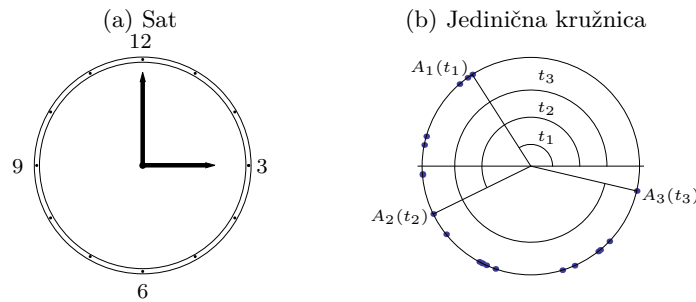 (a) Sat
12
9
3
6
(b) Jedinična kružnica
A₁(t₁)
t₃
t₂
t₁
A₂(t₂)
A₃(t₃)